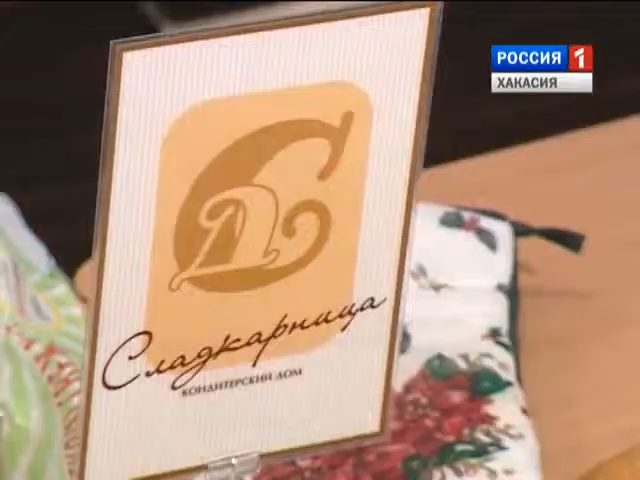 РОССИЯ 1
ХАКАСИЯ
Сладкарница
КОНДИТЕРСКИЙ ДОМ